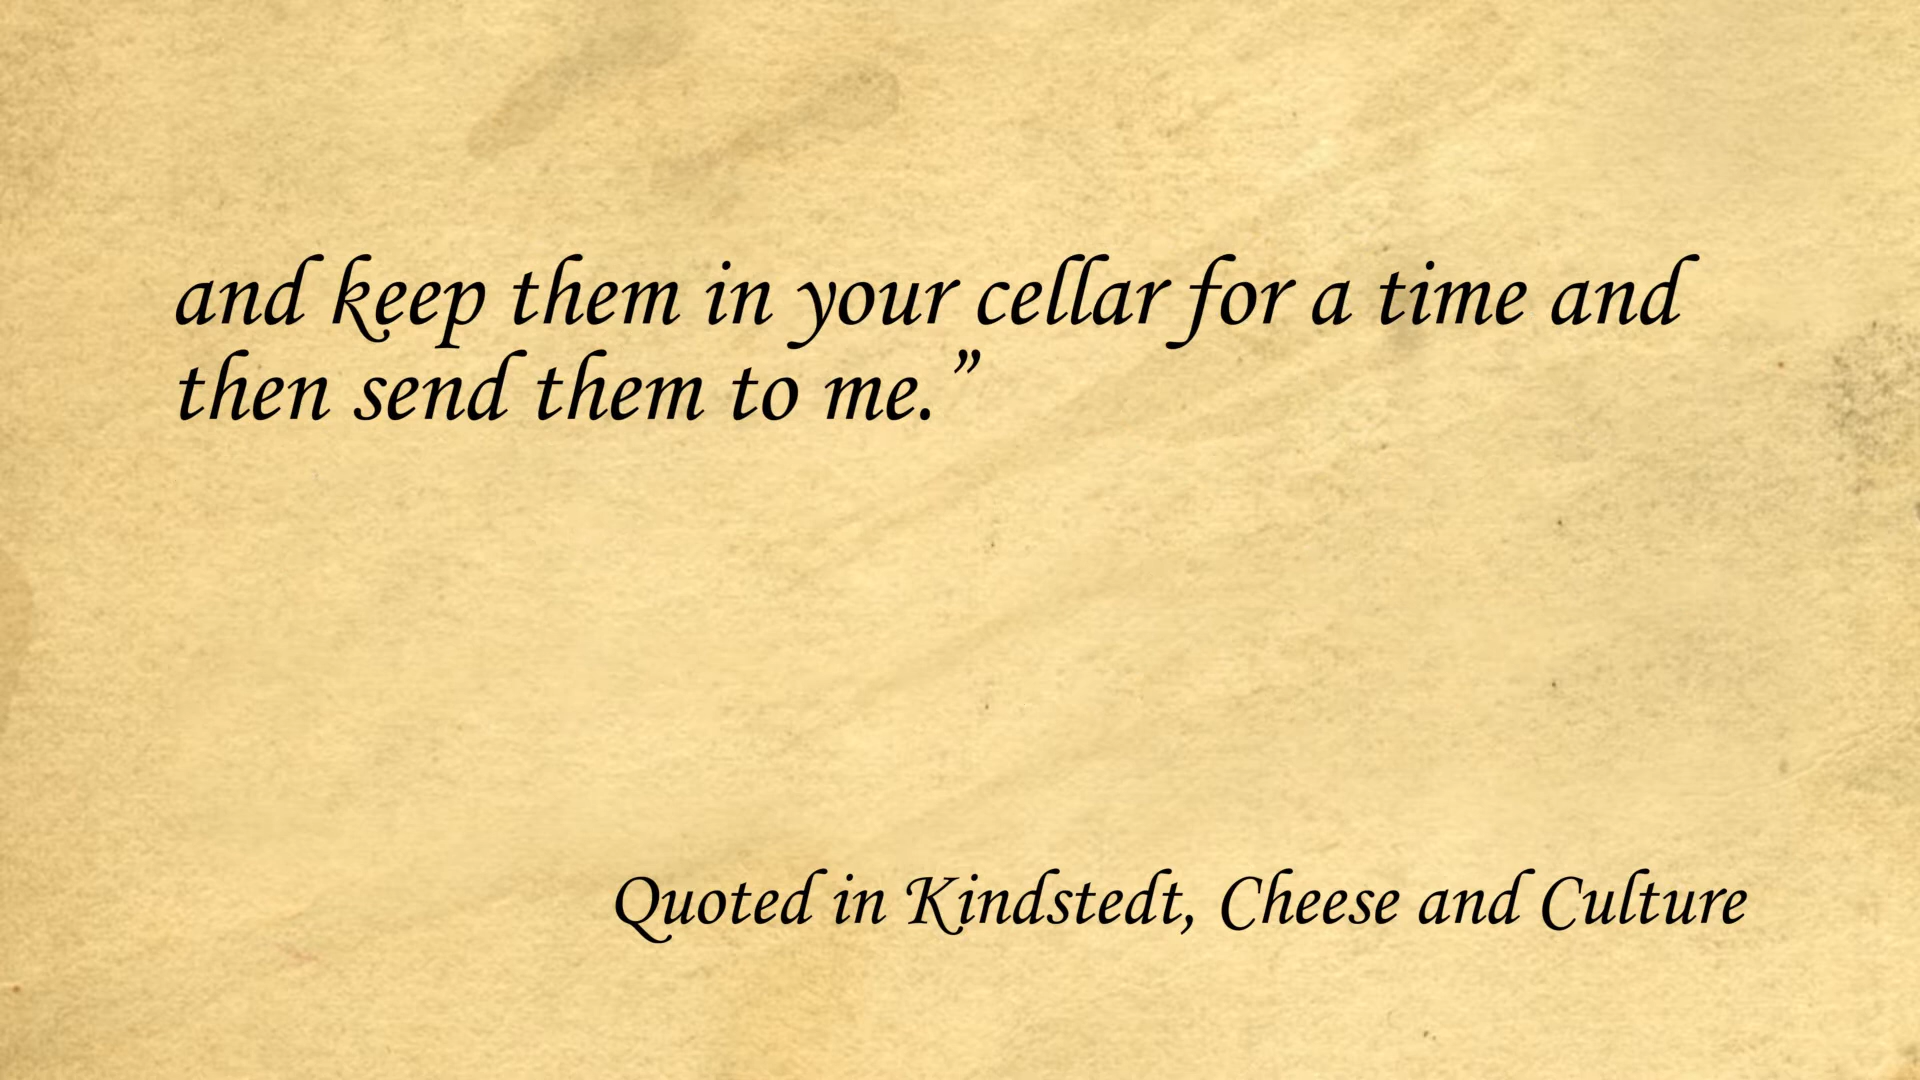 and keep them in your cellar for a time and
then send them to me.”
Quoted in Kindstedt, Cheese and Culture